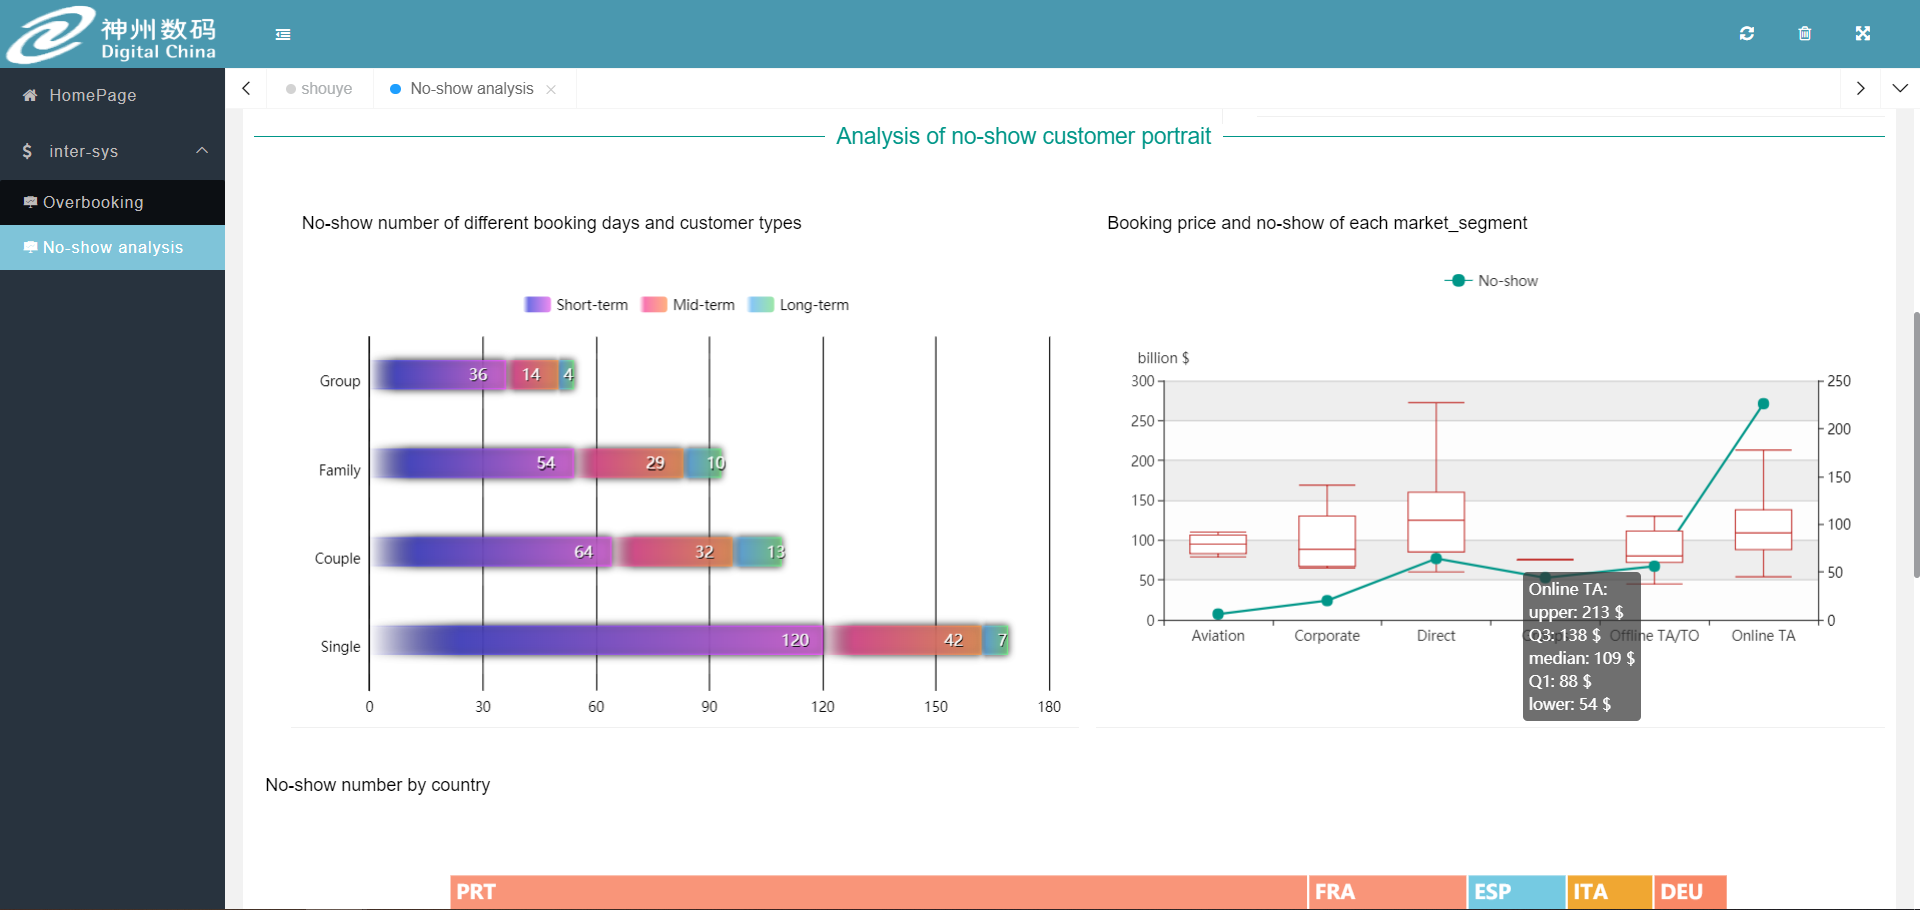 神州数码
Digital China
HomePage
inter-sys
Overbooking
No-show analysis
shouye
No-show analysis
Analysis of no-show customer portrait
No-show number of different booking days and customer types
Short-term
Mid-term
Long-term
Group
36
14
4
Family
54
29
10
Couple
64
32
13
Single
120
42
7
0
30
60
90
120
150
180
Booking price and no-show of each market_segment
No-show
billion $
300
250
200
150
100
50
0
250
200
150
100
50
0
Aviation
Corporate
Direct
Offline TA/TO
Online TA
Online TA:
upper: 213 $
Q3: 138 $
median: 109 $
Q1: 88 $
lower: 54 $
No-show number by country
PRT
FRA
ESP
ITA
DEU